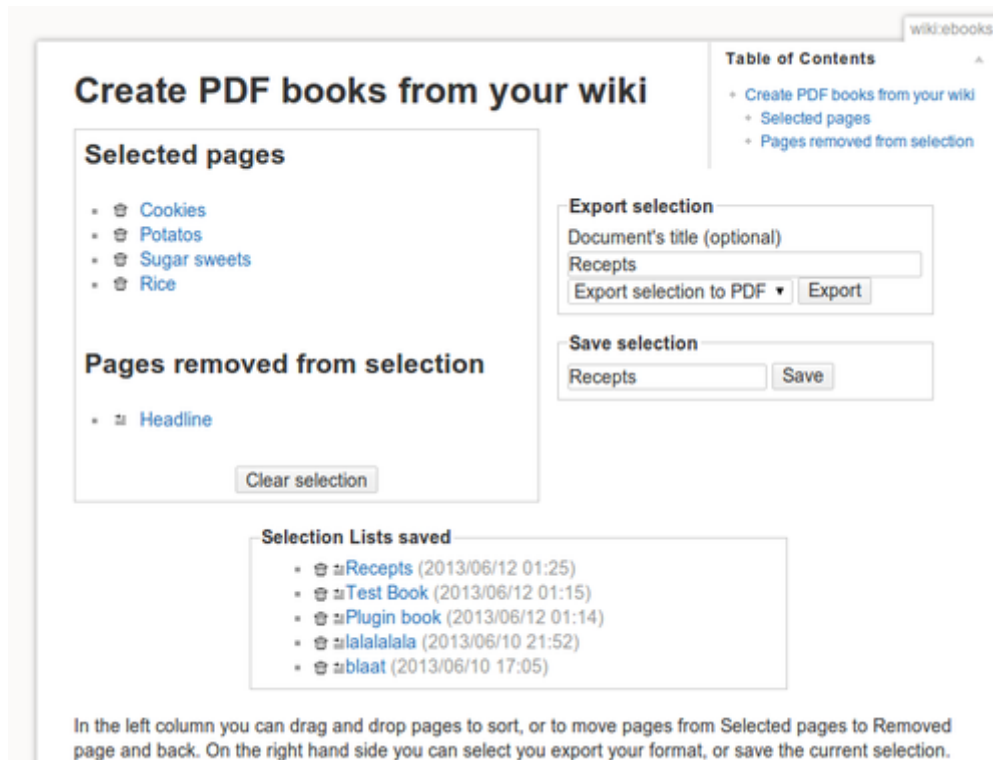 wiki:ebooks
Table of Contents
Create PDF books from your wiki
Selected pages
Pages removed from selection
Create PDF books from your wiki
Selected pages
Cookies
Potatos
Sugar sweets
Rice
Pages removed from selection
Headline
Clear selection
Export selection
Document's title (optional)
Recepts
Export selection to PDF
Export
Save selection
Recepts
Save
Selection Lists saved
Recepts (2013/06/12 01:25)
Test Book (2013/06/12 01:15)
Plugin book (2013/06/12 01:14)
lalalalala (2013/06/10 21:52)
blaat (2013/06/10 17:05)
In the left column you can drag and drop pages to sort, or to move pages from Selected pages to Removed
page and back. On the right hand side you can select you export your format, or save the current selection.